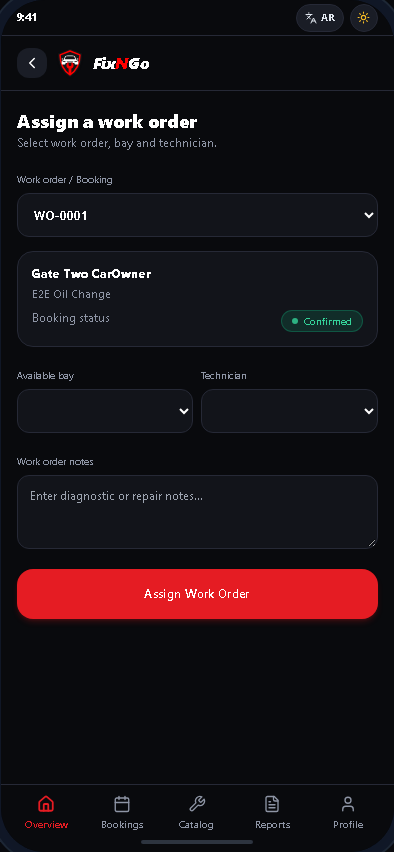 9:41
AR
FixNGo
Assign a work order
Select work order, bay and technician.
Work order / Booking
WO-0001
Gate Two CarOwner
E2E Oil Change
Booking status
Confirmed
Available bay
Technician
Work order notes
Enter diagnostic or repair notes...
Assign Work Order
Overview
Bookings
Catalog
Reports
Profile